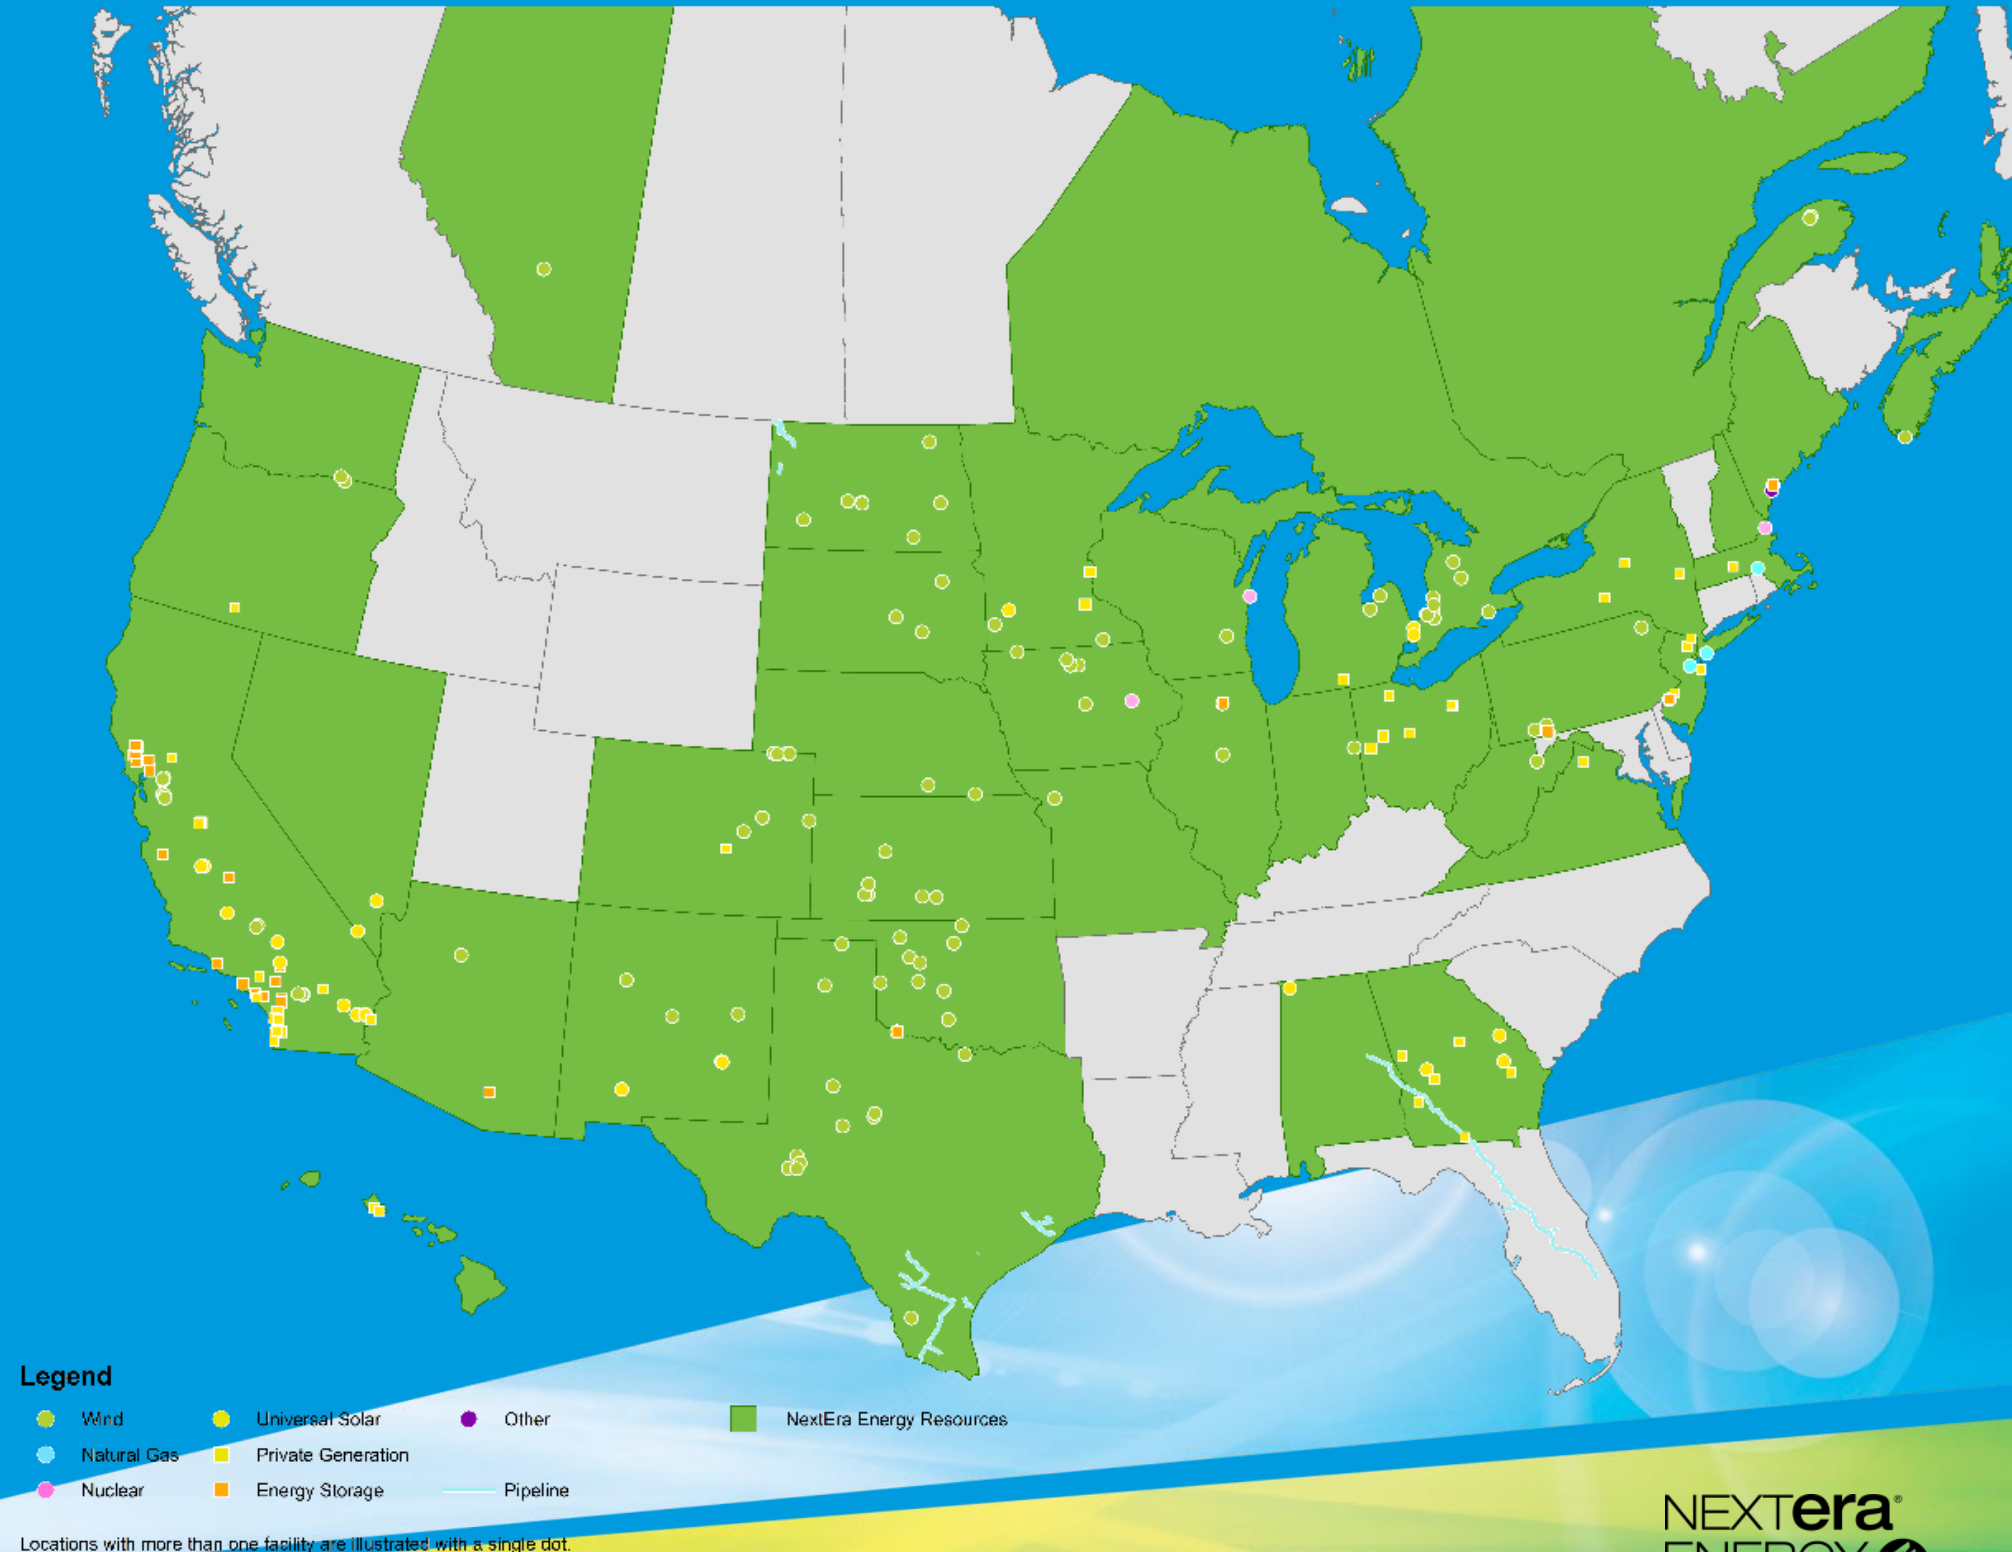 Legend
Wind
Universal Solar
Other
NextEra Energy Resources
Natural Gas
Private Generation
Nuclear
Energy Storage
Pipeline
Locations with more than one facility are illustrated with a single dot.
NEXTera®
ENERGY